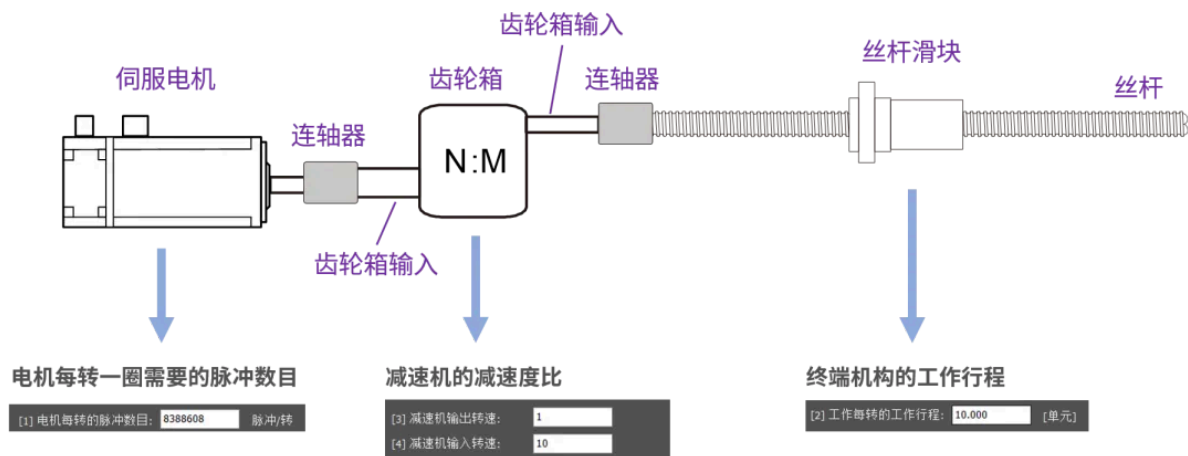 齿轮箱输入
伺服电机
齿轮箱
连轴器
丝杆滑块
丝杆
连轴器
N:M
齿轮箱输入
电机每转一圈需要的脉冲数目
减速机的减速度比
终端机构的工作行程
[1] 电机每转的脉冲数目: 8388608 脉冲/转
[3] 减速机输出转速: 1
[4] 减速机输入转速: 10
[2] 工作每转的工作行程: 10.000 [单元]